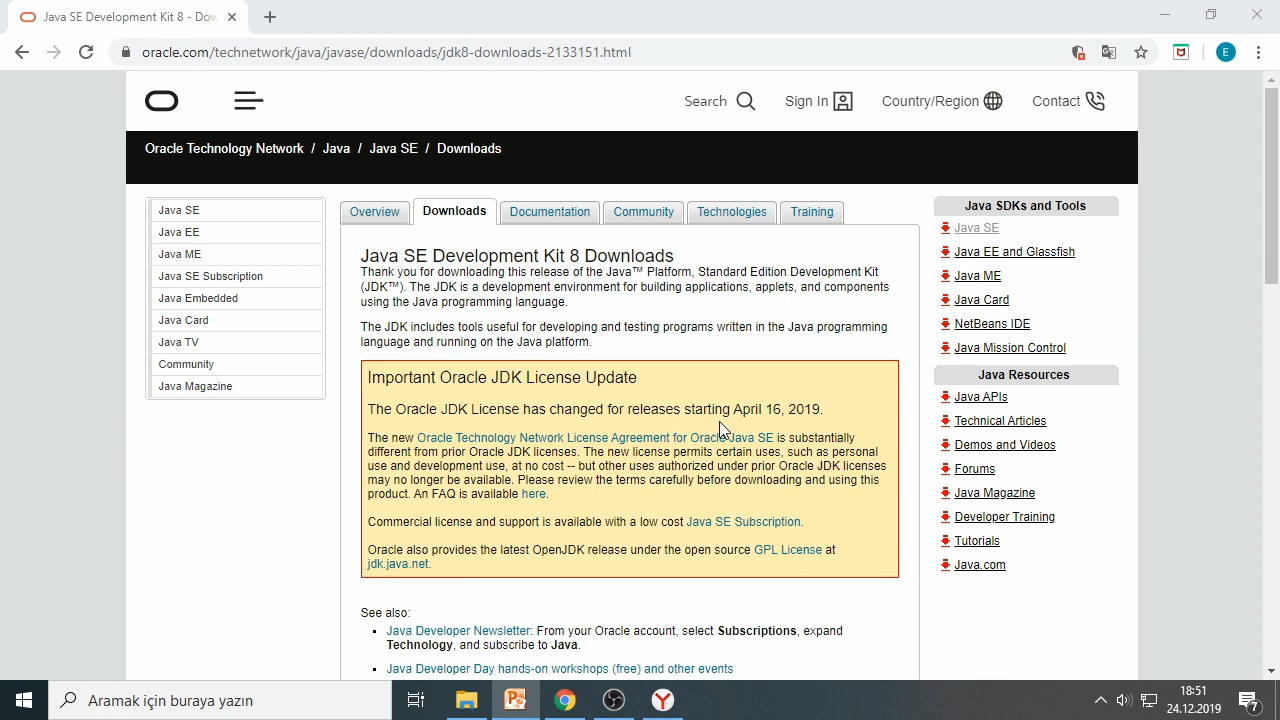 Java SE Development Kit 8 - Dow
oracle.com/technetwork/java/javase/downloads/jdk8-downloads-2133151.html
E
Search
Sign In
Country/Region
Contact
Oracle Technology Network / Java / Java SE / Downloads
Java SE
Java EE
Java ME
Java SE Subscription
Java Embedded
Java Card
Java TV
Community
Java Magazine
Overview
Downloads
Documentation
Community
Technologies
Training
Java SE Development Kit 8 Downloads
Thank you for downloading this release of the Java™ Platform, Standard Edition Development Kit
(JDK™). The JDK is a development environment for building applications, applets, and components
using the Java programming language.
The JDK includes tools useful for developing and testing programs written in the Java programming
language and running on the Java platform.
Important Oracle JDK License Update
The Oracle JDK License has changed for releases starting April 16, 2019.
The new Oracle Technology Network License Agreement for Oracle Java SE is substantially
different from prior Oracle JDK licenses. The new license permits certain uses, such as personal
use and development use, at no cost -- but other uses authorized under prior Oracle JDK licenses
may no longer be available. Please review the terms carefully before downloading and using this
product. An FAQ is available here.
Commercial license and support is available with a low cost Java SE Subscription.
Oracle also provides the latest OpenJDK release under the open source GPL License at
jdk.java.net.
See also:
Java Developer Newsletter: From your Oracle account, select Subscriptions, expand
Technology, and subscribe to Java.
Java Developer Day hands-on workshops (free) and other events
Java SDKs and Tools
Java SE
Java EE and Glassfish
Java ME
Java Card
NetBeans IDE
Java Mission Control
Java Resources
Java APIs
Technical Articles
Demos and Videos
Forums
Java Magazine
Developer Training
Tutorials
Java.com
Aramak için buraya yazın
18:51
24.12.2019
7